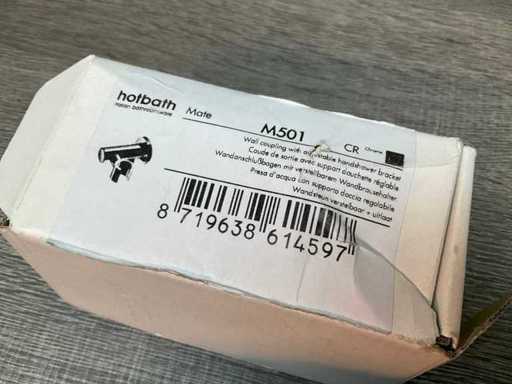 hotbath
italian bathroomware
Mate
M501
CR
Chrome
Wall coupling with adjustable handshower bracket
Coude de sortie avec support douchette réglable
Wandanschlußbogen mit verstellbarem Wandbrausehalter
Presa d'acqua con supporto doccia regolabile
Wandsteun verstelbaar + uitlaat
8 719638 614597